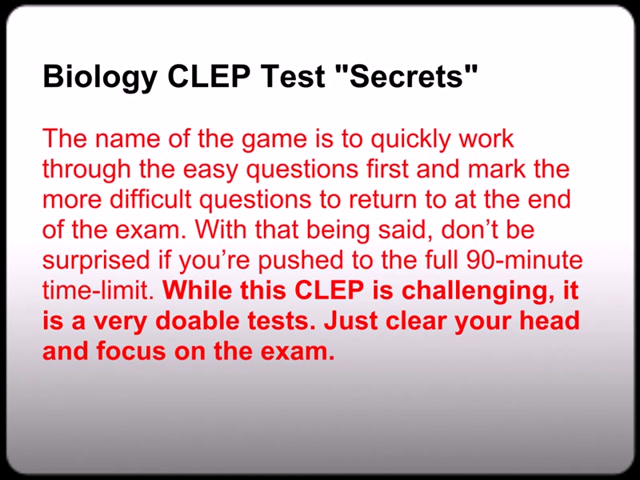 Biology CLEP Test "Secrets"
The name of the game is to quickly work
through the easy questions first and mark the
more difficult questions to return to at the end
of the exam. With that being said, don’t be
surprised if you’re pushed to the full 90-minute
time-limit. While this CLEP is challenging, it
is a very doable tests. Just clear your head
and focus on the exam.